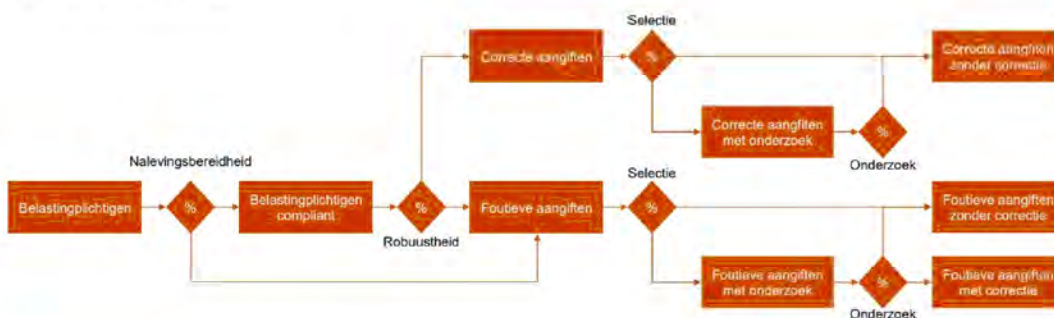 Selectie
Correcte aangiften
%
Correcte aangiften
zonder correctie
Correcte aangfiten
met onderzoek
%
Onderzoek
Nalevingsbereidheid
Selectie
Belastingplichtigen
%
Belastingplichtigen
compliant
%
Robuustheid
Foutieve aangiften
%
Foutieve aangiften
zonder correctie
Foutieve aangiften
met onderzoek
%
Onderzoek
Foutieve aangiften
met correctie